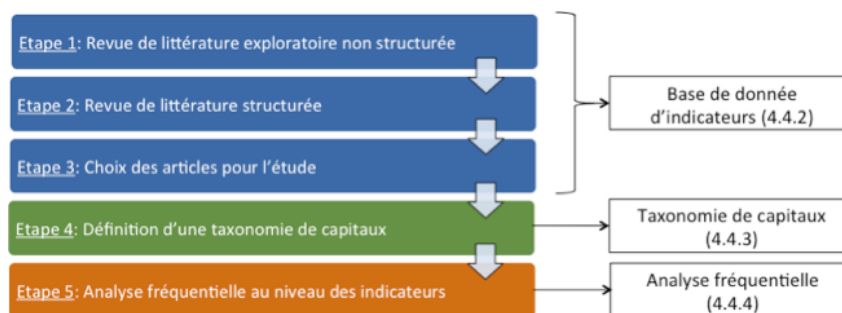 Etape 1: Revue de littérature exploratoire non structurée
Etape 2: Revue de littérature structurée
Etape 3: Choix des articles pour l'étude
Base de donnée
d'indicateurs (4.4.2)
Etape 4: Définition d'une taxonomie de capitaux
Taxonomie de capitaux
(4.4.3)
Etape 5: Analyse fréquentielle au niveau des indicateurs
Analyse fréquentielle
(4.4.4)